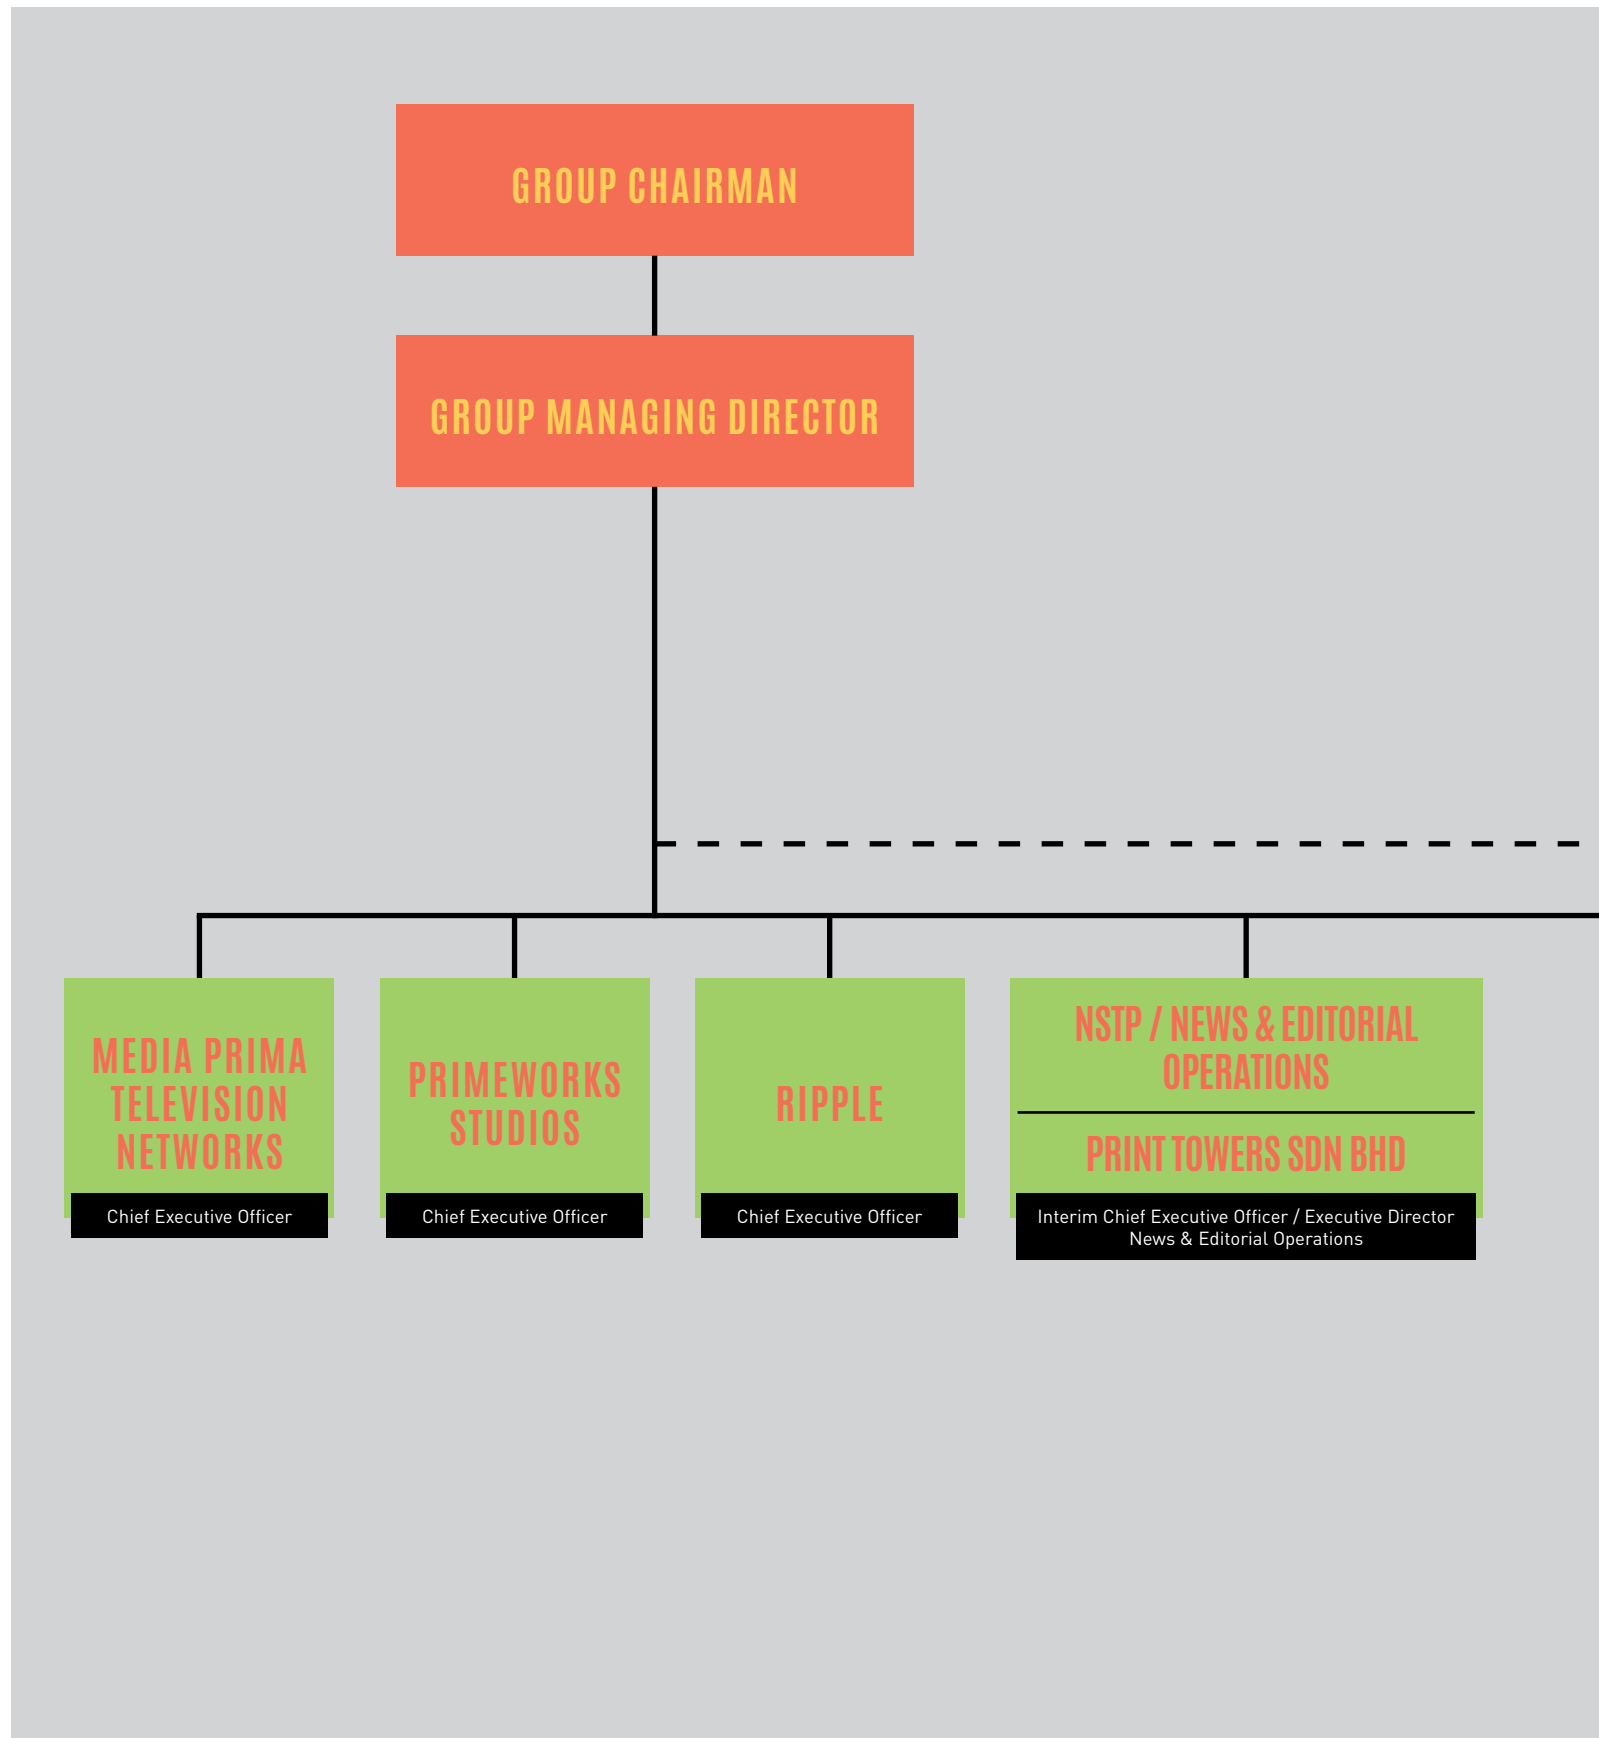 GROUP CHAIRMAN
GROUP MANAGING DIRECTOR
MEDIA PRIMA
TELEVISION
NETWORKS
Chief Executive Officer
PRIMEWORKS
STUDIOS
Chief Executive Officer
RIPPLE
Chief Executive Officer
NSTP / NEWS & EDITORIAL
OPERATIONS
PRINT TOWERS SDN BHD
Interim Chief Executive Officer / Executive Director
News & Editorial Operations